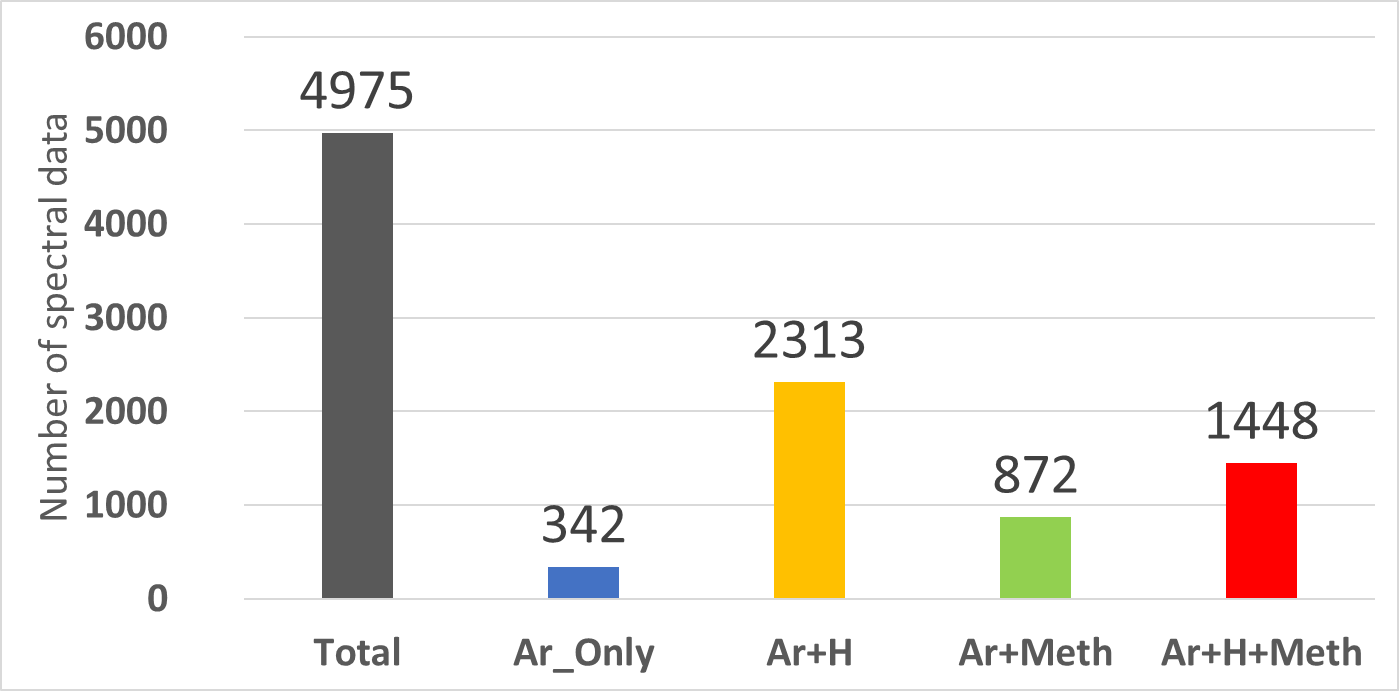 Number of spectral data
6000
5000
4000
3000
2000
1000
0
4975
342
2313
872
1448
Total
Ar_Only
Ar+H
Ar+Meth
Ar+H+Meth